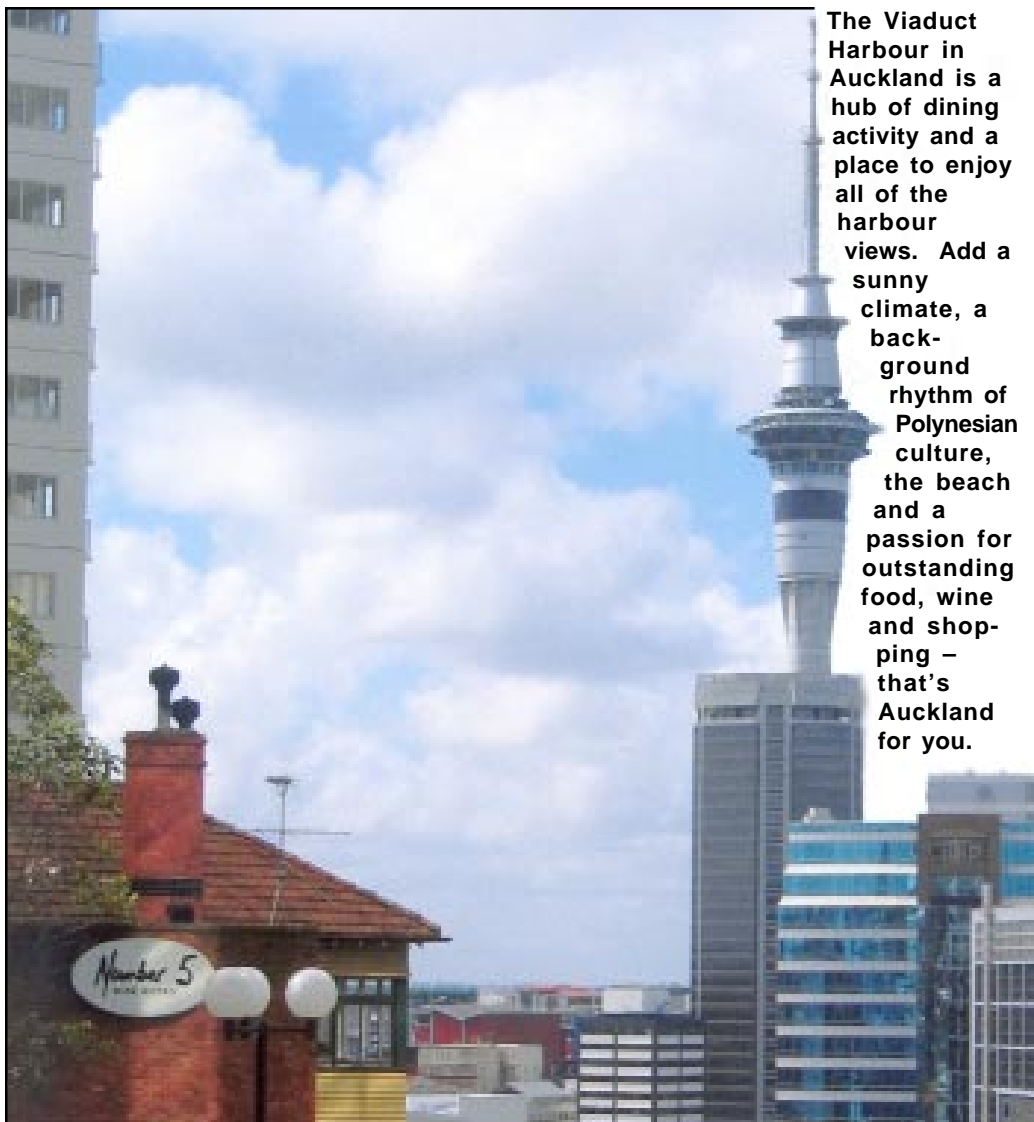 The Viaduct
Harbour in
Auckland is a
hub of dining
activity and a
place to enjoy
all of the
harbour
views.  Add a
sunny
climate, a
back-
ground
rhythm of
Polynesian
culture,
the beach
and a
passion for
outstanding
food, wine
and shop-
ping –
that's
Auckland
for you.
Number 5